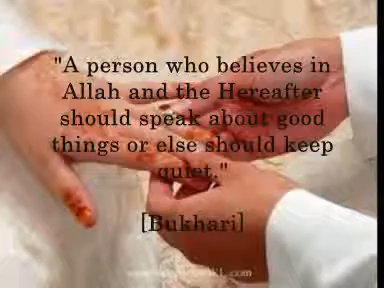 "A person who believes in
Allah and the Hereafter
should speak about good
things or else should keep
quiet."
[Bukhari]